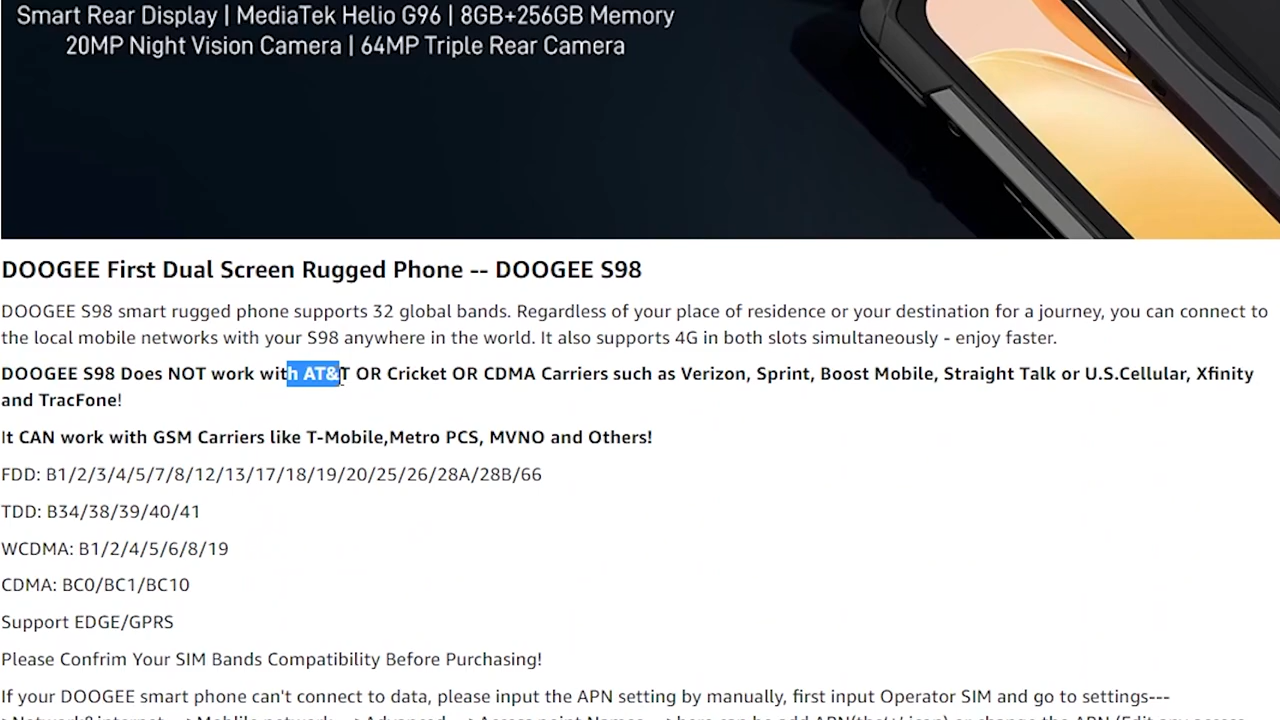 Smart Rear Display | MediaTek Helio G96 | 8GB+256GB Memory
20MP Night Vision Camera | 64MP Triple Rear Camera
DOOGEE First Dual Screen Rugged Phone -- DOOGEE S98
DOOGEE S98 smart rugged phone supports 32 global bands. Regardless of your place of residence or your destination for a journey, you can connect to
the local mobile networks with your S98 anywhere in the world. It also supports 4G in both slots simultaneously - enjoy faster.
DOOGEE S98 Does NOT work with AT&T OR Cricket OR CDMA Carriers such as Verizon, Sprint, Boost Mobile, Straight Talk or U.S.Cellular, Xfinity
and TracFone!
It CAN work with GSM Carriers like T-Mobile,Metro PCS, MVNO and Others!
FDD: B1/2/3/4/5/7/8/12/13/17/18/19/20/25/26/28A/28B/66
TDD: B34/38/39/40/41
WCDMA: B1/2/4/5/6/8/19
CDMA: BC0/BC1/BC10
Support EDGE/GPRS
Please Confrim Your SIM Bands Compatibility Before Purchasing!
If your DOOGEE smart phone can't connect to data, please input the APN setting by manually, first input Operator SIM and go to settings---